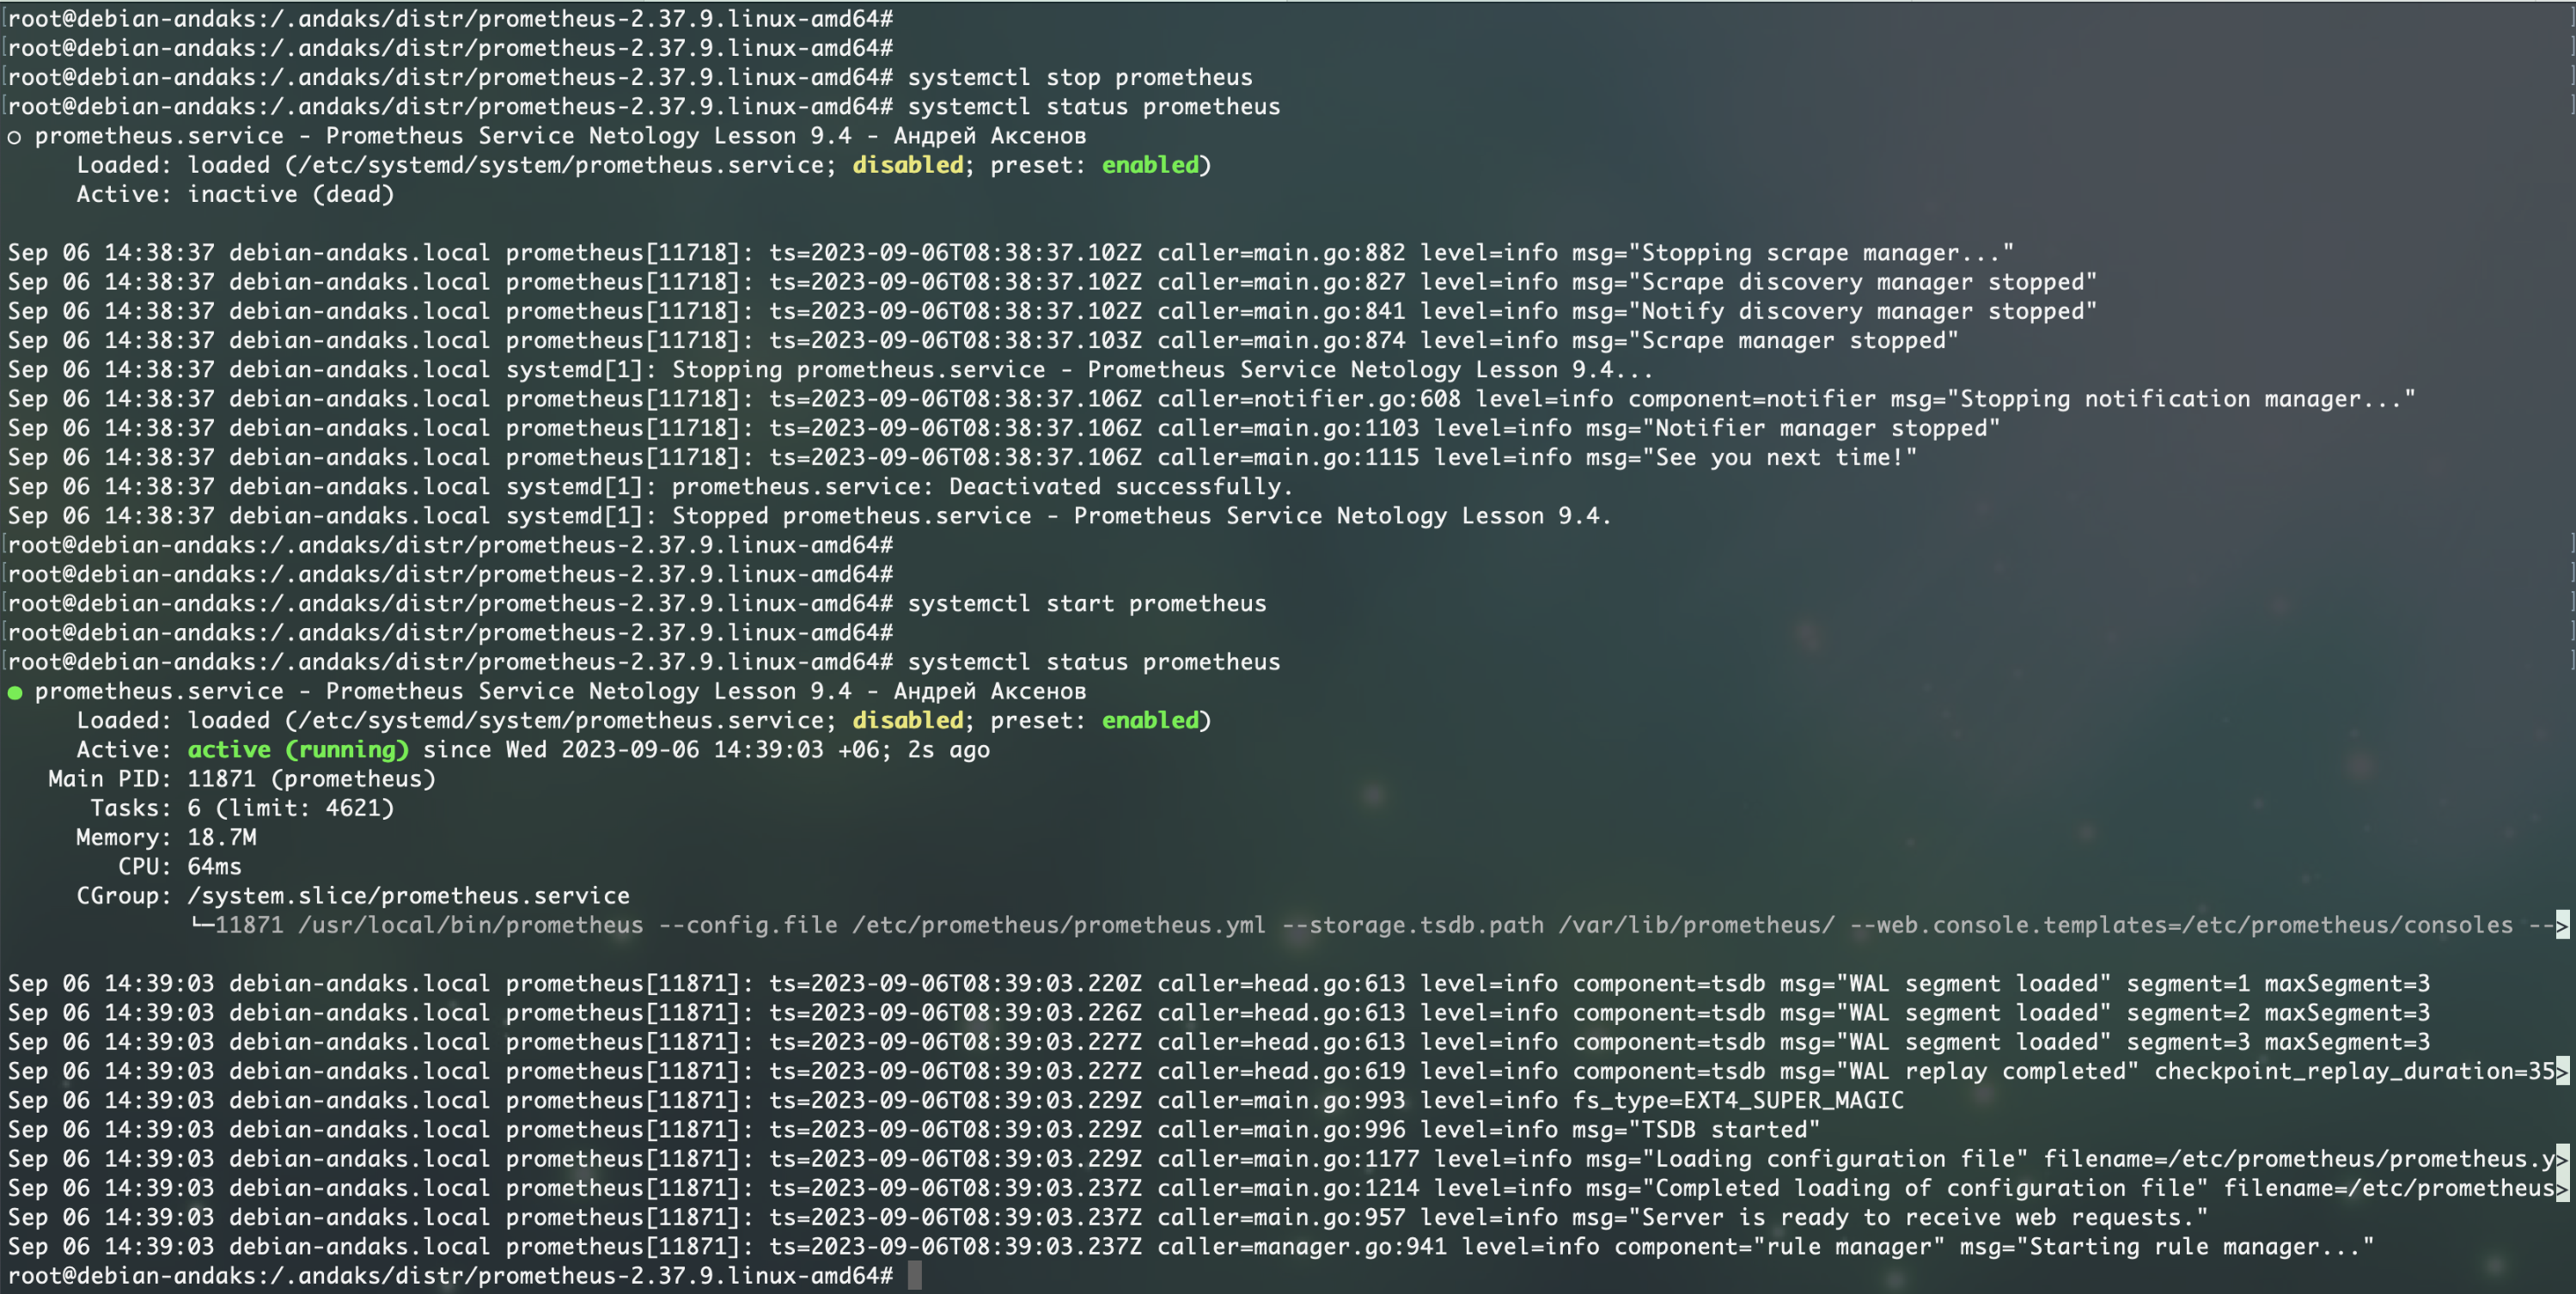 [root@debian-andaks:/.andaks/distr/prometheus-2.37.9.linux-amd64# ]
[root@debian-andaks:/.andaks/distr/prometheus-2.37.9.linux-amd64# ]
[root@debian-andaks:/.andaks/distr/prometheus-2.37.9.linux-amd64# systemctl stop prometheus ]
[root@debian-andaks:/.andaks/distr/prometheus-2.37.9.linux-amd64# systemctl status prometheus ]
○ prometheus.service - Prometheus Service Netology Lesson 9.4 - Андрей Аксенов
     Loaded: loaded (/etc/systemd/system/prometheus.service; disabled; preset: enabled)
     Active: inactive (dead)

Sep 06 14:38:37 debian-andaks.local prometheus[11718]: ts=2023-09-06T08:38:37.102Z caller=main.go:882 level=info msg="Stopping scrape manager..."
Sep 06 14:38:37 debian-andaks.local prometheus[11718]: ts=2023-09-06T08:38:37.102Z caller=main.go:827 level=info msg="Scrape discovery manager stopped"
Sep 06 14:38:37 debian-andaks.local prometheus[11718]: ts=2023-09-06T08:38:37.102Z caller=main.go:841 level=info msg="Notify discovery manager stopped"
Sep 06 14:38:37 debian-andaks.local prometheus[11718]: ts=2023-09-06T08:38:37.103Z caller=main.go:874 level=info msg="Scrape manager stopped"
Sep 06 14:38:37 debian-andaks.local systemd[1]: Stopping prometheus.service - Prometheus Service Netology Lesson 9.4...
Sep 06 14:38:37 debian-andaks.local prometheus[11718]: ts=2023-09-06T08:38:37.106Z caller=notifier.go:608 level=info component=notifier msg="Stopping notification manager..."
Sep 06 14:38:37 debian-andaks.local prometheus[11718]: ts=2023-09-06T08:38:37.106Z caller=main.go:1103 level=info msg="Notifier manager stopped"
Sep 06 14:38:37 debian-andaks.local prometheus[11718]: ts=2023-09-06T08:38:37.106Z caller=main.go:1115 level=info msg="See you next time!"
Sep 06 14:38:37 debian-andaks.local systemd[1]: prometheus.service: Deactivated successfully.
Sep 06 14:38:37 debian-andaks.local systemd[1]: Stopped prometheus.service - Prometheus Service Netology Lesson 9.4.
[root@debian-andaks:/.andaks/distr/prometheus-2.37.9.linux-amd64# ]
[root@debian-andaks:/.andaks/distr/prometheus-2.37.9.linux-amd64# ]
[root@debian-andaks:/.andaks/distr/prometheus-2.37.9.linux-amd64# systemctl start prometheus ]
[root@debian-andaks:/.andaks/distr/prometheus-2.37.9.linux-amd64# ]
[root@debian-andaks:/.andaks/distr/prometheus-2.37.9.linux-amd64# systemctl status prometheus ]
● prometheus.service - Prometheus Service Netology Lesson 9.4 - Андрей Аксенов
     Loaded: loaded (/etc/systemd/system/prometheus.service; disabled; preset: enabled)
     Active: active (running) since Wed 2023-09-06 14:39:03 +06; 2s ago
   Main PID: 11871 (prometheus)
      Tasks: 6 (limit: 4621)
     Memory: 18.7M
        CPU: 64ms
     CGroup: /system.slice/prometheus.service
             └─11871 /usr/local/bin/prometheus --config.file /etc/prometheus/prometheus.yml --storage.tsdb.path /var/lib/prometheus/ --web.console.templates=/etc/prometheus/consoles -->

Sep 06 14:39:03 debian-andaks.local prometheus[11871]: ts=2023-09-06T08:39:03.220Z caller=head.go:613 level=info component=tsdb msg="WAL segment loaded" segment=1 maxSegment=3
Sep 06 14:39:03 debian-andaks.local prometheus[11871]: ts=2023-09-06T08:39:03.226Z caller=head.go:613 level=info component=tsdb msg="WAL segment loaded" segment=2 maxSegment=3
Sep 06 14:39:03 debian-andaks.local prometheus[11871]: ts=2023-09-06T08:39:03.227Z caller=head.go:613 level=info component=tsdb msg="WAL segment loaded" segment=3 maxSegment=3
Sep 06 14:39:03 debian-andaks.local prometheus[11871]: ts=2023-09-06T08:39:03.227Z caller=head.go:619 level=info component=tsdb msg="WAL replay completed" checkpoint_replay_duration=35>
Sep 06 14:39:03 debian-andaks.local prometheus[11871]: ts=2023-09-06T08:39:03.229Z caller=main.go:993 level=info fs_type=EXT4_SUPER_MAGIC
Sep 06 14:39:03 debian-andaks.local prometheus[11871]: ts=2023-09-06T08:39:03.229Z caller=main.go:996 level=info msg="TSDB started"
Sep 06 14:39:03 debian-andaks.local prometheus[11871]: ts=2023-09-06T08:39:03.229Z caller=main.go:1177 level=info msg="Loading configuration file" filename=/etc/prometheus/prometheus.y>
Sep 06 14:39:03 debian-andaks.local prometheus[11871]: ts=2023-09-06T08:39:03.237Z caller=main.go:1214 level=info msg="Completed loading of configuration file" filename=/etc/prometheus>
Sep 06 14:39:03 debian-andaks.local prometheus[11871]: ts=2023-09-06T08:39:03.237Z caller=main.go:957 level=info msg="Server is ready to receive web requests."
Sep 06 14:39:03 debian-andaks.local prometheus[11871]: ts=2023-09-06T08:39:03.237Z caller=manager.go:941 level=info component="rule manager" msg="Starting rule manager..."
root@debian-andaks:/.andaks/distr/prometheus-2.37.9.linux-amd64#